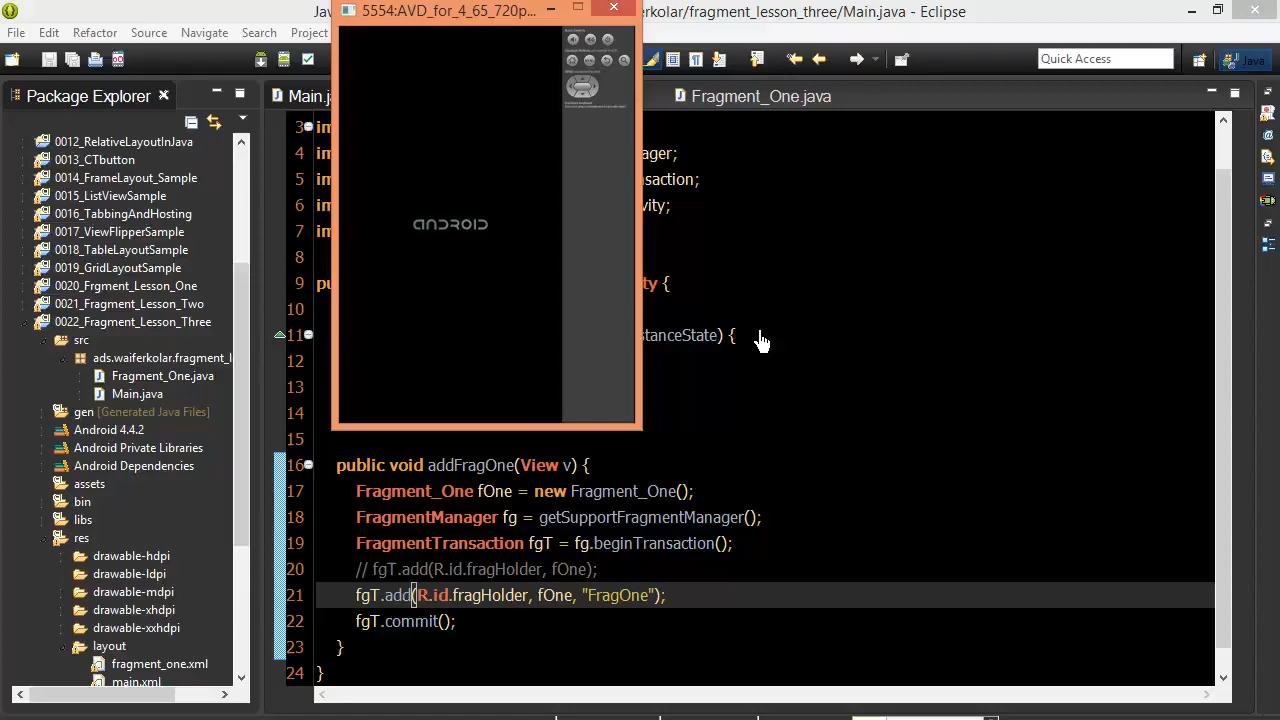 Jav
5554:AVD_for_4_65_720p...
ferkolar/fragment_lesson_three/Main.java - Eclipse
File Edit Refactor Source Navigate Search Project
Quick Access
Java
Package Explorer
Main.ja
Fragment_One.java
0012_RelativeLayoutInJava
0013_CTbutton
0014_FrameLayout_Sample
0015_ListViewSample
0016_TabbingAndHosting
0017_ViewFlipperSample
0018_TableLayoutSample
0019_GridLayoutSample
0020_Frgment_Lesson_One
0021_Fragment_Lesson_Two
0022_Fragment_Lesson_Three
src
ads.waiferkolar.fragment_l
Fragment_One.java
Main.java
gen [Generated Java Files]
Android 4.4.2
Android Private Libraries
Android Dependencies
assets
bin
libs
res
drawable-hdpi
drawable-ldpi
drawable-mdpi
drawable-xhdpi
drawable-xxhdpi
layout
fragment_one.xml
main.xml
ANDROID
3 im
4 im ager;
5 im nsaction;
6 im vity;
7 im
8
9 pu ty {
10
11 stanceState) {
12
13
14
15
16 public void addFragOne(View v) {
17 Fragment_One fOne = new Fragment_One();
18 FragmentManager fg = getSupportFragmentManager();
19 FragmentTransaction fgT = fg.beginTransaction();
20 // fgT.add(R.id.fragHolder, fOne);
21 fgT.add(R.id.fragHolder, fOne, "FragOne");
22 fgT.commit();
23 }
24 }